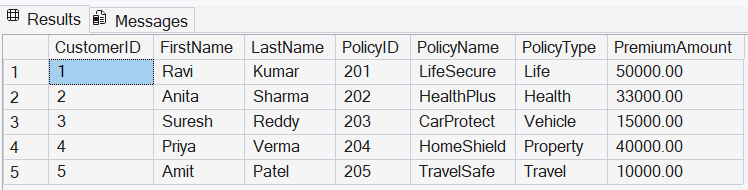 Results Messages
CustomerID FirstName LastName PolicyID PolicyName PolicyType PremiumAmount
1 1 Ravi Kumar 201 LifeSecure Life 50000.00
2 2 Anita Sharma 202 HealthPlus Health 33000.00
3 3 Suresh Reddy 203 CarProtect Vehicle 15000.00
4 4 Priya Verma 204 HomeShield Property 40000.00
5 5 Amit Patel 205 TravelSafe Travel 10000.00